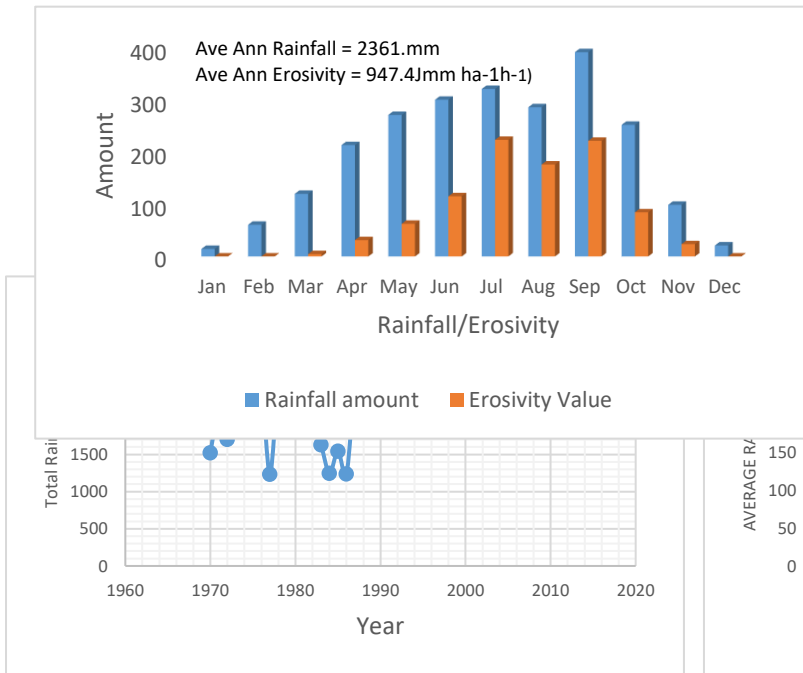 Ave Ann Rainfall = 2361.mm
Ave Ann Erosivity = 947.4Jmm ha-1h-1)
Amount
400
300
200
100
0
Jan Feb Mar Apr May Jun Jul Aug Sep Oct Nov Dec
Rainfall/Erosivity
Rainfall amount Erosivity Value
Total
1500
1000
500
0
1960 1970 1980 1990 2000 2010 2020
Year
AVERAGE
150
100
50
0